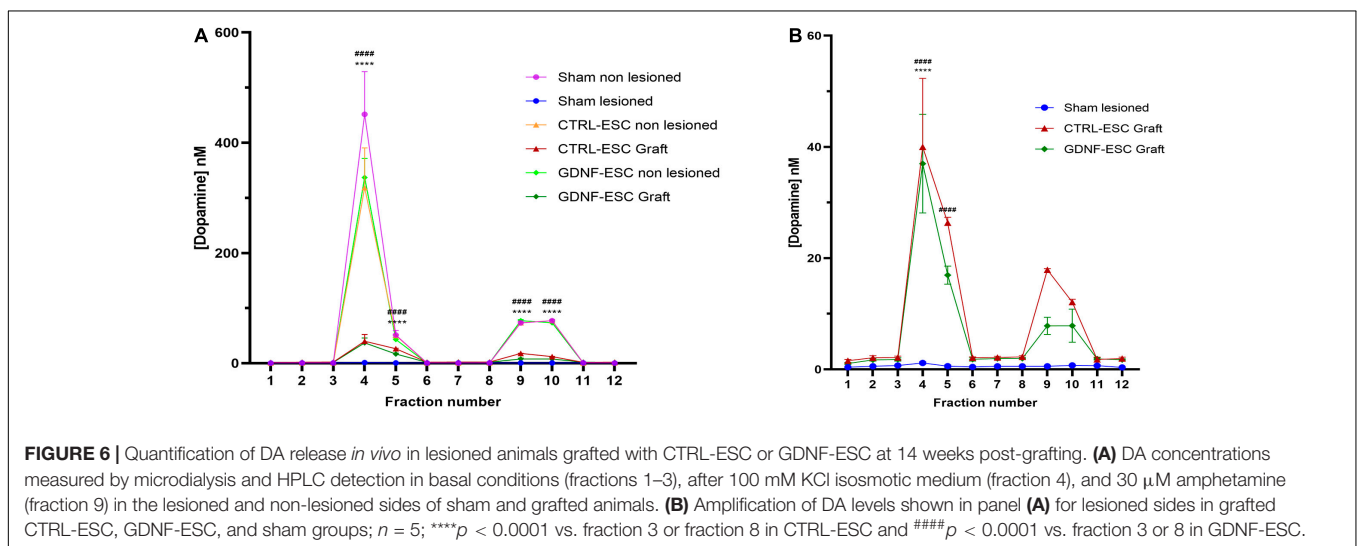 A
600
400
200
0
[Dopamine] nM
####
****
####
****
####
****
####
****
Sham non lesioned
Sham lesioned
CTRL-ESC non lesioned
CTRL-ESC Graft
GDNF-ESC non lesioned
GDNF-ESC Graft
1 2 3 4 5 6 7 8 9 10 11 12
Fraction number
B
60
40
20
0
[Dopamine] nM
####
****
####
Sham lesioned
CTRL-ESC Graft
GDNF-ESC Graft
1 2 3 4 5 6 7 8 9 10 11 12
Fraction number
FIGURE 6 | Quantification of DA release in vivo in lesioned animals grafted with CTRL-ESC or GDNF-ESC at 14 weeks post-grafting. (A) DA concentrations
measured by microdialysis and HPLC detection in basal conditions (fractions 1–3), after 100 mM KCl isosmotic medium (fraction 4), and 30 μM amphetamine
(fraction 9) in the lesioned and non-lesioned sides of sham and grafted animals. (B) Amplification of DA levels shown in panel (A) for lesioned sides in grafted
CTRL-ESC, GDNF-ESC, and sham groups; n = 5; ****p < 0.0001 vs. fraction 3 or fraction 8 in CTRL-ESC and ####p < 0.0001 vs. fraction 3 or 8 in GDNF-ESC.